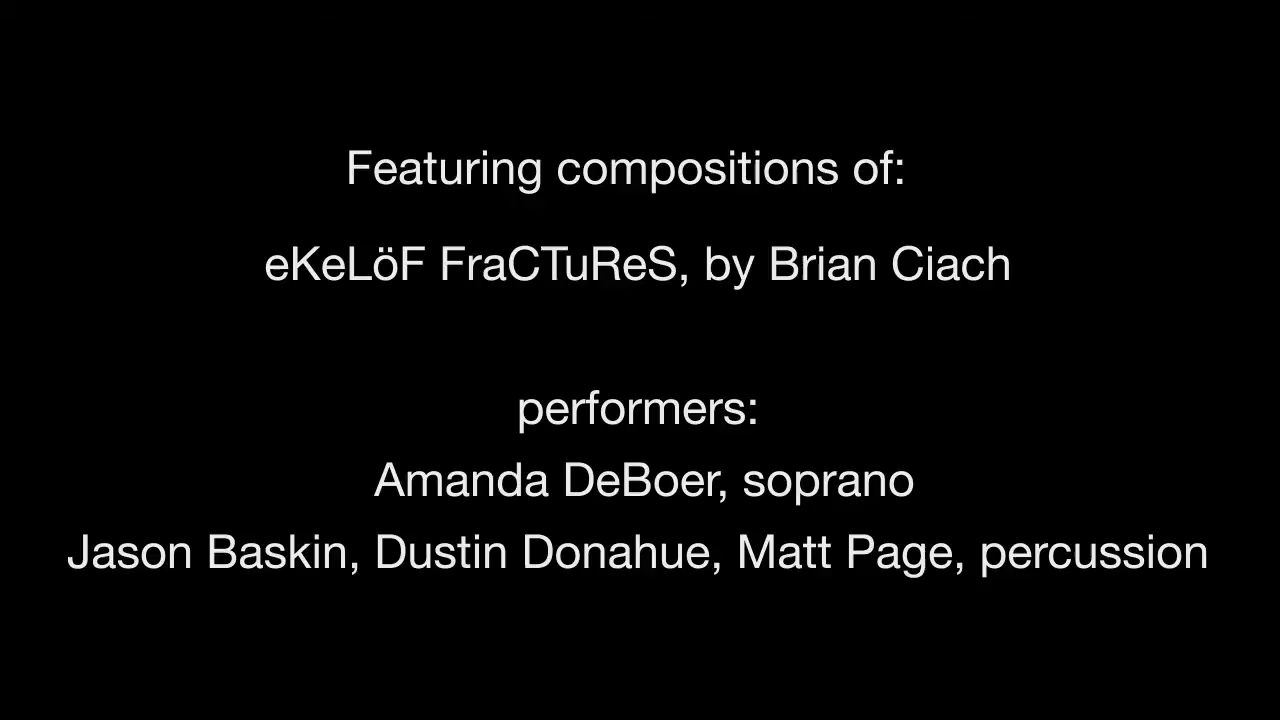 Featuring compositions of:
eKeLöF FraCTuReS, by Brian Ciach
performers:
Amanda DeBoer, soprano
Jason Baskin, Dustin Donahue, Matt Page, percussion